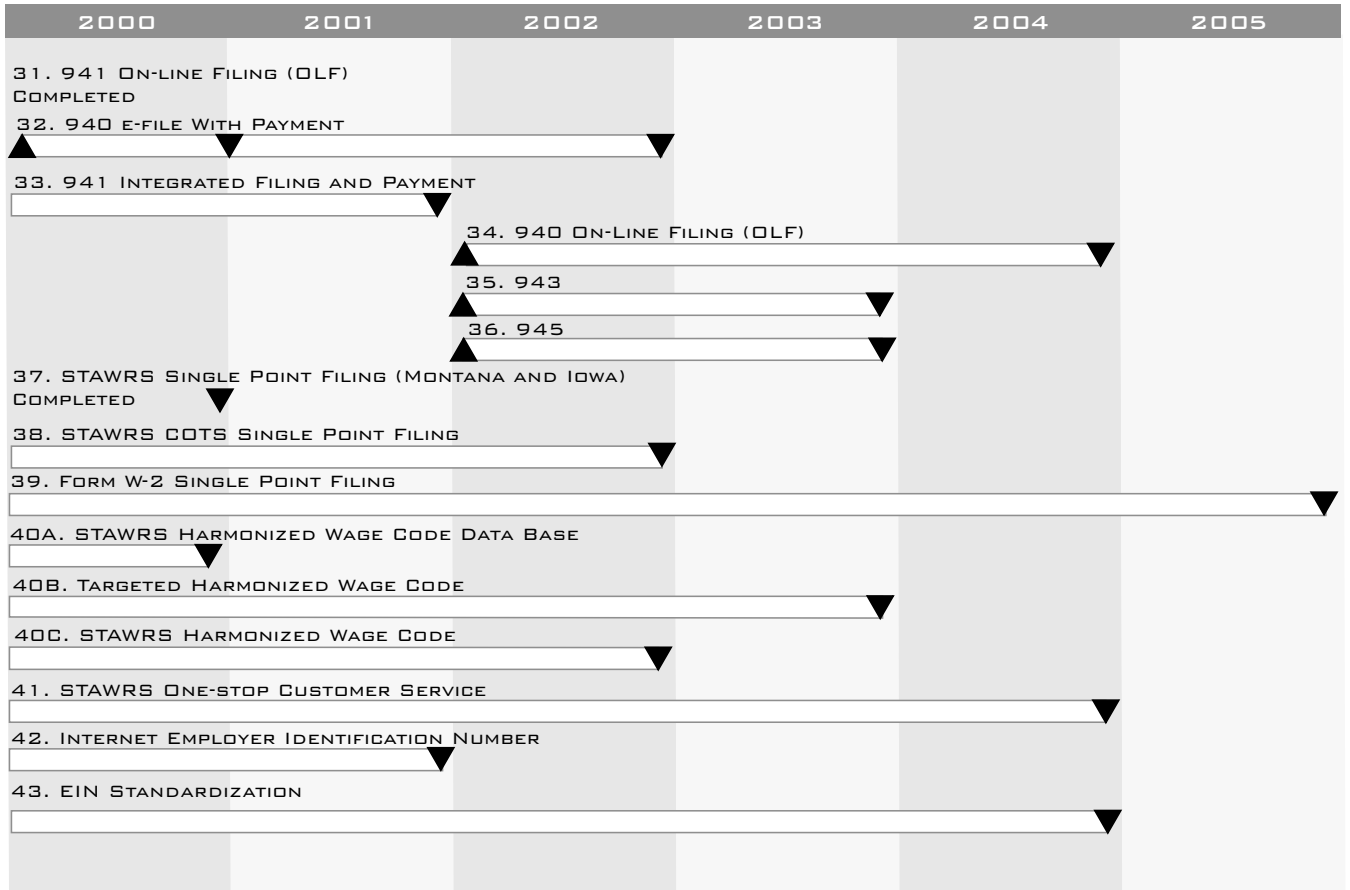 2000 2001 2002 2003 2004 2005
31. 941 On-line Filing (OLF)
Completed
32. 940 e-file With Payment
33. 941 Integrated Filing and Payment
34. 940 On-Line Filing (OLF)
35. 943
36. 945
37. STAWRS Single Point Filing (Montana and Iowa)
Completed
38. STAWRS COTS Single Point Filing
39. Form W-2 Single Point Filing
40A. STAWRS Harmonized Wage Code Data Base
40B. Targeted Harmonized Wage Code
40C. STAWRS Harmonized Wage Code
41. STAWRS One-stop Customer Service
42. Internet Employer Identification Number
43. EIN Standardization